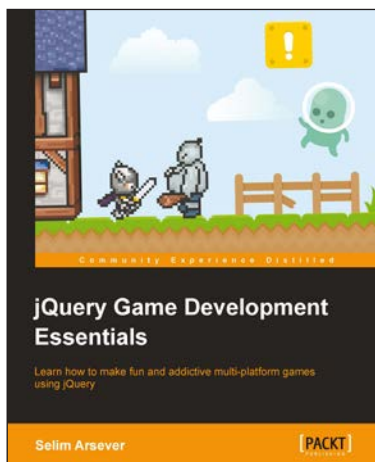 !
Community Experience Distilled
jQuery Game Development
Essentials
Learn how to make fun and addictive multi-platform games
using jQuery
Selim Arsever
[PACKT]
PUBLISHING